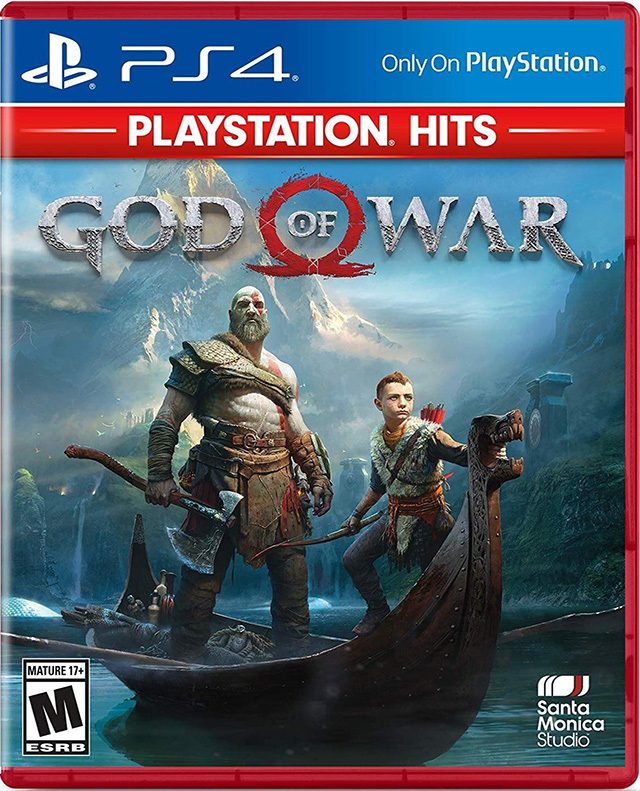 PS4
Only On PlayStation®
PLAYSTATION® HITS
GOD OF WAR
MATURE 17+
M
ESRB
Santa
Monica
Studio